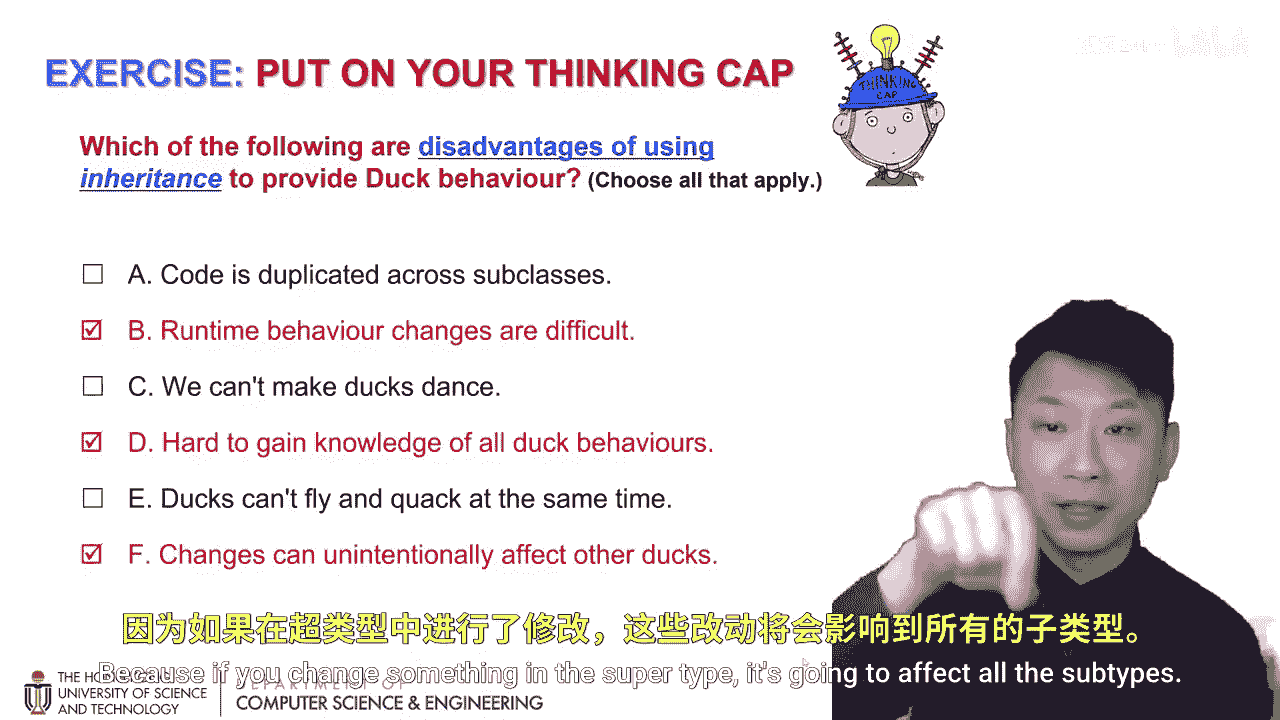 EXERCISE: PUT ON YOUR THINKING CAP
THINKING
CAP
Which of the following are disadvantages of using
inheritance to provide Duck behaviour? (Choose all that apply.)
A. Code is duplicated across subclasses.
B. Runtime behaviour changes are difficult.
C. We can't make ducks dance.
D. Hard to gain knowledge of all duck behaviours.
E. Ducks can't fly and quack at the same time.
F. Changes can unintentionally affect other ducks.
因为如果在超类型中进行了修改，这些改动将会影响到所有的子类型。
Because if you change something in the super type, it's going to affect all the subtypes.
UNIVERSITY OF SCIENCE
AND TECHNOLOGY
COMPUTER SCIENCE & ENGINEERING